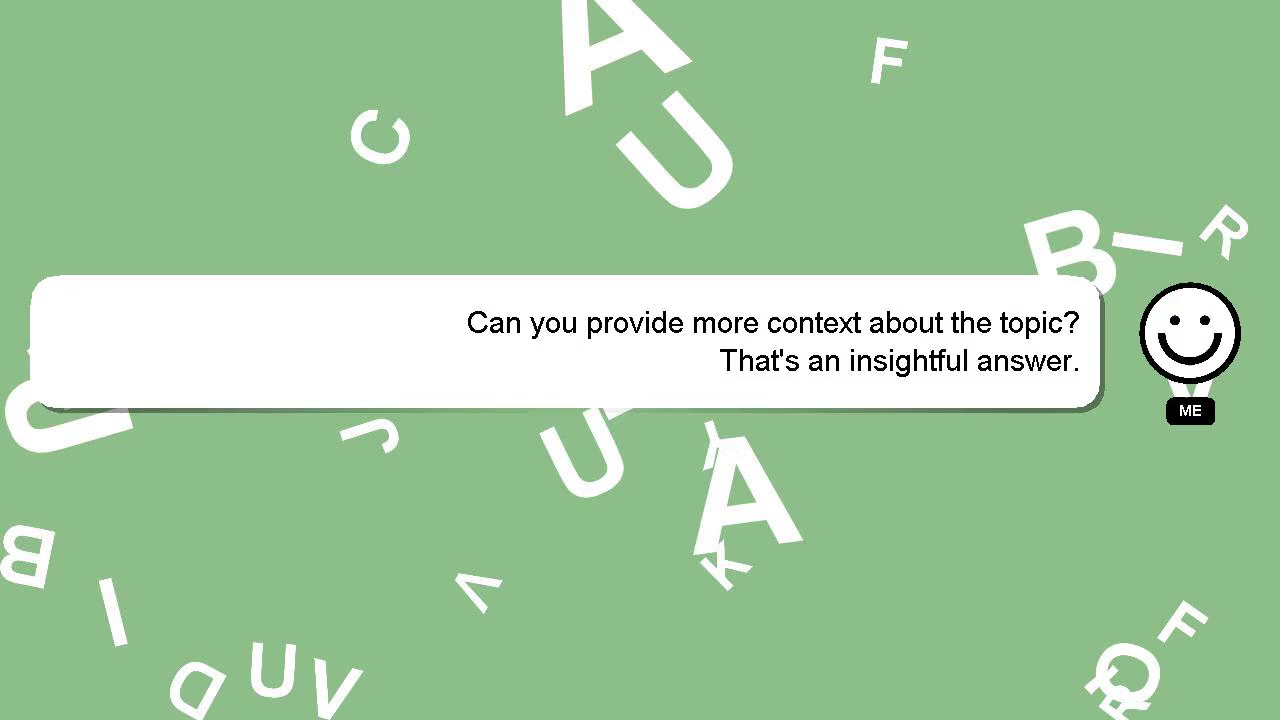 Can you provide more context about the topic?
That's an insightful answer.
ME
A
F
C
U
B
I
R
J
U
A
K
B
I
V
D
U
V
F
Q